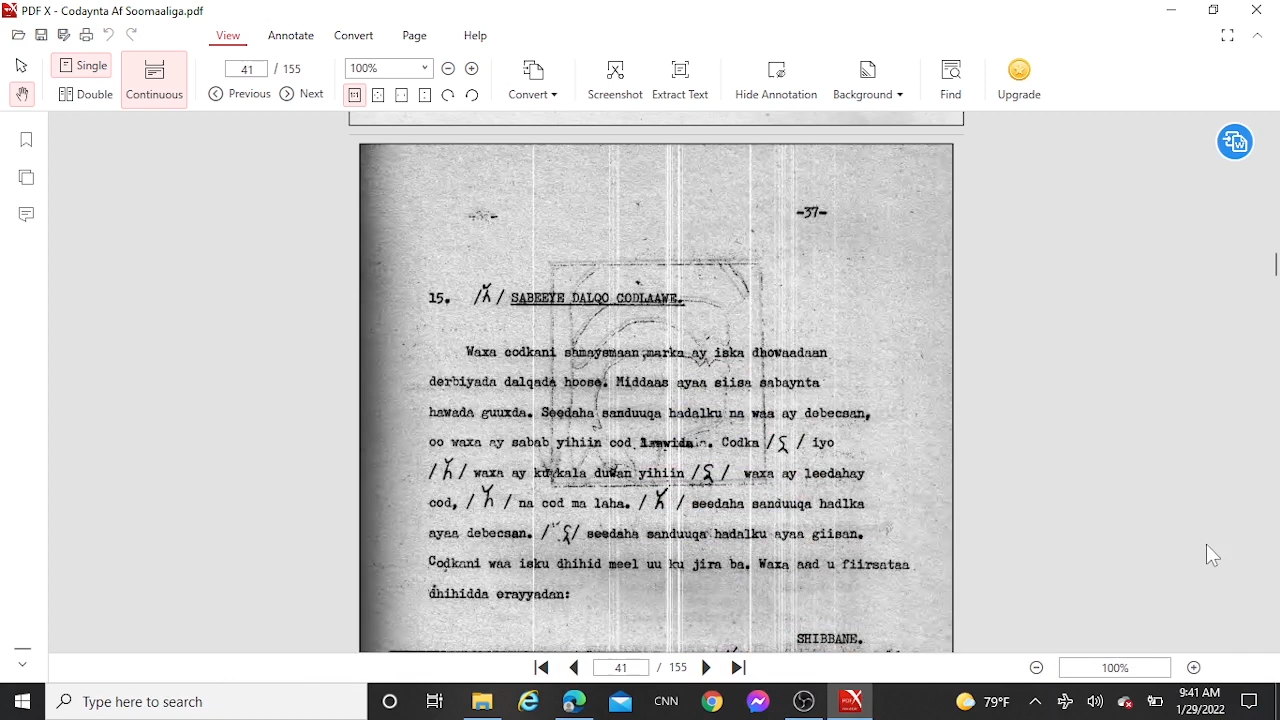 PDF X - Codaynta Af Soomaaliga.pdf
View Annotate Convert Page Help
Single
Double
Continuous
41 / 155
Previous Next
100%
Convert
Screenshot
Extract Text
Hide Annotation
Background
Find
Upgrade
-37-
15. /ȟ/ SABEEYE DALQO CODLAAWE.
Waxa codkani samaysmaan, marka ay iska dhowaadaan
derbiyada dalqada hoose. Middaas ayaa siisa sabaynta
hawada guuxda. Seedaha sanduuqa hadalku na waa ay debecsan,
oo waxa ay sabab yihiin cod. Codka / / iyo
/ȟ/ waxa ay ku kala duwan yihiin / / waxa ay leedahay
cod, /ȟ/ na cod ma laha. /ȟ/ seedaha sanduuqa hadlka
ayaa debecsan. / / seedaha sanduuqa hadalku ayaa giisan.
Codkani waa isku dhihid meel uu ku jira ba. Waxa aad u fiirsataa
dhihidda erayyadan:
SHIBBANE.
41 / 155
100%
Type here to search
CNN
PDF X
79°F
9:41 AM
1/29/2022